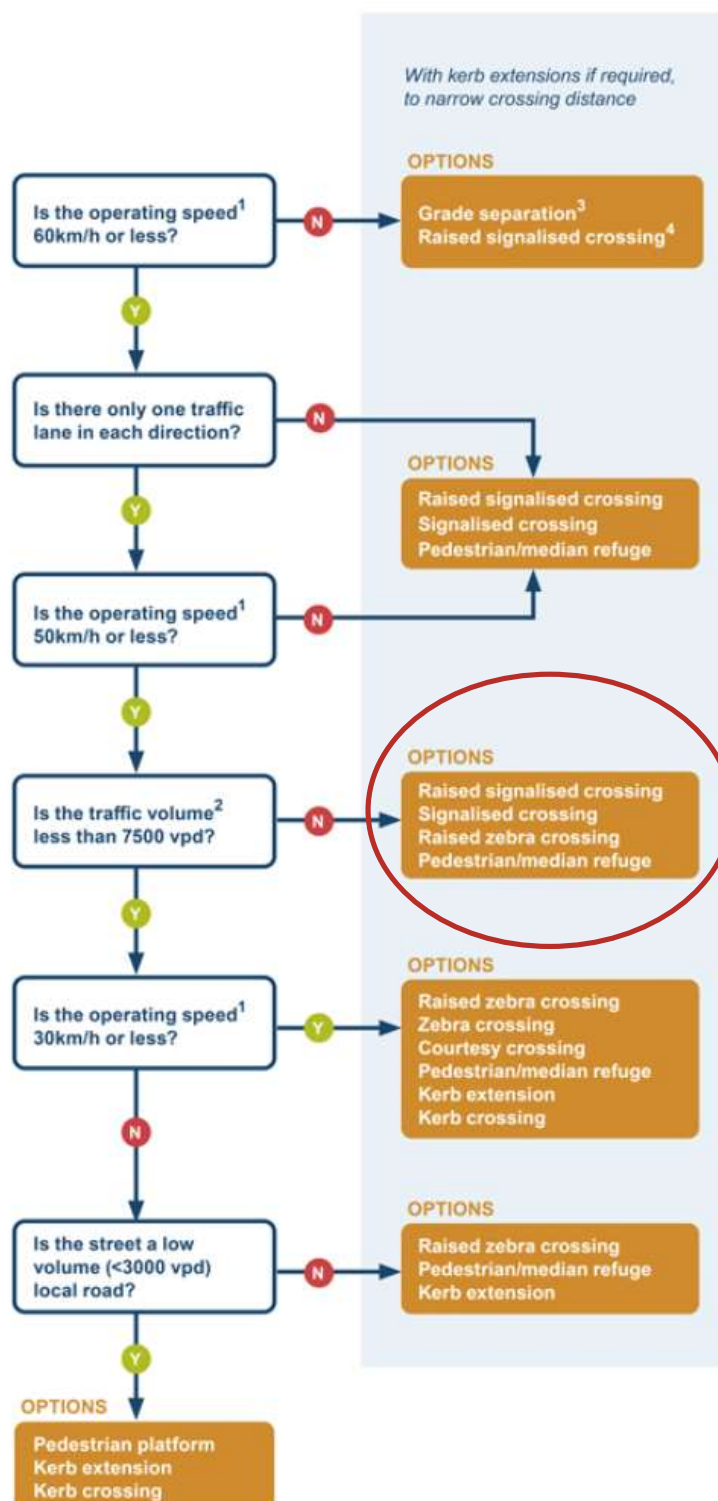 With kerb extensions if required,
to narrow crossing distance
OPTIONS
Is the operating speed¹
60km/h or less?
N
Grade separation³
Raised signalised crossing⁴
Y
Is there only one traffic
lane in each direction?
N
OPTIONS
Raised signalised crossing
Signalised crossing
Pedestrian/median refuge
Y
Is the operating speed¹
50km/h or less?
N
Y
OPTIONS
Is the traffic volume²
less than 7500 vpd?
N
Raised signalised crossing
Signalised crossing
Raised zebra crossing
Pedestrian/median refuge
Y
OPTIONS
Is the operating speed¹
30km/h or less?
Y
Raised zebra crossing
Zebra crossing
Courtesy crossing
Pedestrian/median refuge
Kerb extension
Kerb crossing
N
OPTIONS
Is the street a low
volume (<3000 vpd)
local road?
N
Raised zebra crossing
Pedestrian/median refuge
Kerb extension
Y
OPTIONS
Pedestrian platform
Kerb extension
Kerb crossing